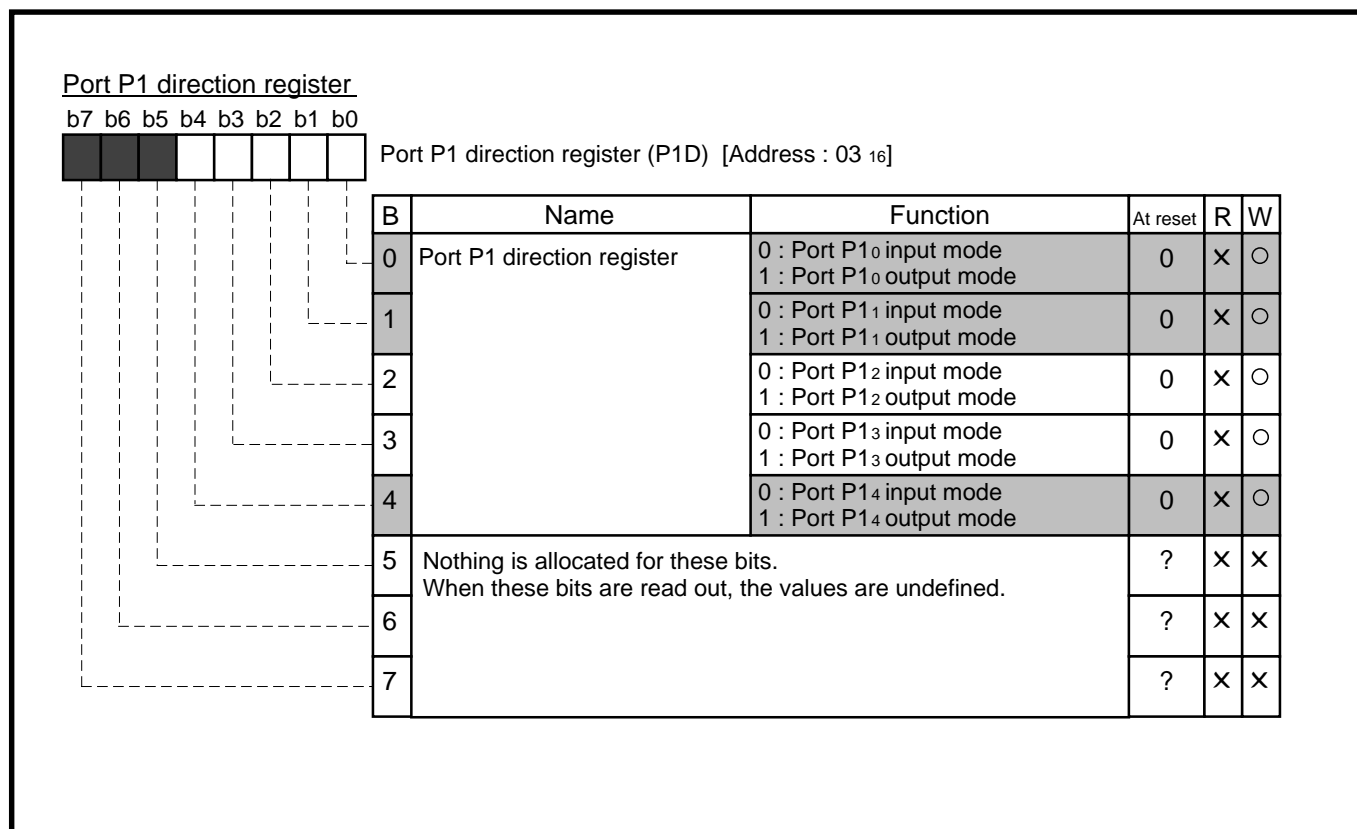 Port P1 direction register
b7 b6 b5 b4 b3 b2 b1 b0
Port P1 direction register (P1D) [Address : 03 16]
B Name Function At reset R W
0 Port P1 direction register 0 : Port P10 input mode 0 × ○
1 : Port P10 output mode
1 0 : Port P11 input mode 0 × ○
1 : Port P11 output mode
2 0 : Port P12 input mode 0 × ○
1 : Port P12 output mode
3 0 : Port P13 input mode 0 × ○
1 : Port P13 output mode
4 0 : Port P14 input mode 0 × ○
1 : Port P14 output mode
5 Nothing is allocated for these bits. ? × ×
When these bits are read out, the values are undefined.
6 ? × ×
7 ? × ×